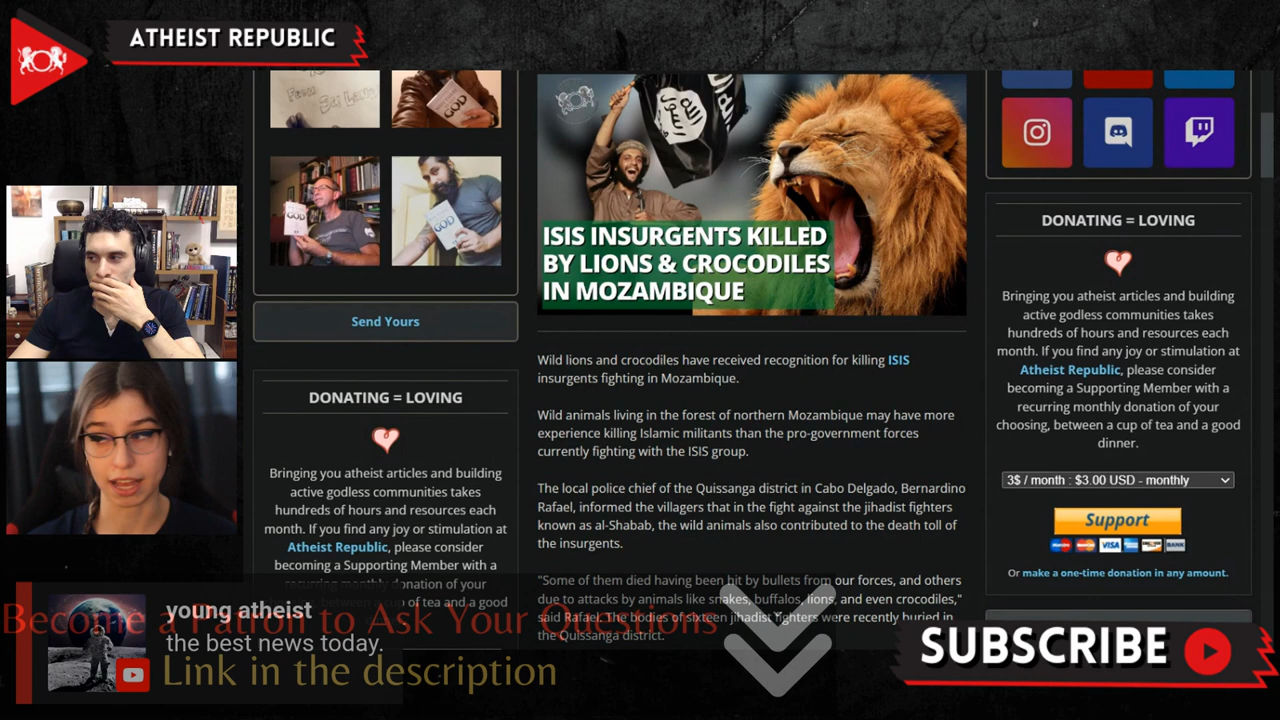 ATHEIST REPUBLIC
Send Yours
DONATING = LOVING
Bringing you atheist articles and building
active godless communities takes
hundreds of hours and resources each
month. If you find any joy or stimulation at
Atheist Republic, please consider
becoming a Supporting Member with a
recurring monthly donation of your
of tea and a good
ISIS INSURGENTS KILLED
BY LIONS & CROCODILES
IN MOZAMBIQUE
Wild lions and crocodiles have received recognition for killing ISIS
insurgents fighting in Mozambique.
Wild animals living in the forest of northern Mozambique may have more
experience killing Islamic militants than the pro-government forces
currently fighting with the ISIS group.
The local police chief of the Quissanga district in Cabo Delgado, Bernardino
Rafael, informed the villagers that in the fight against the jihadist fighters
known as al-Shabab, the wild animals also contributed to the death toll of
the insurgents.
"Some of them died having been hit by bullets from our forces, and others
due to attacks by animals like snakes, buffalos, lions, and even crocodiles,"
said Rafael. The bodies of sixteen jihadist fighters were recently buried in
the Quissanga district.
DONATING = LOVING
Bringing you atheist articles and building
active godless communities takes
hundreds of hours and resources each
month. If you find any joy or stimulation at
Atheist Republic, please consider
becoming a Supporting Member with a
recurring monthly donation of your
choosing, between a cup of tea and a good
dinner.
3$ / month : $3.00 USD - monthly
Support
VISA
BANK
Or make a one-time donation in any amount.
young atheist
the best news today.
Become a Patron to Ask Your Questions
Link in the description
SUBSCRIBE